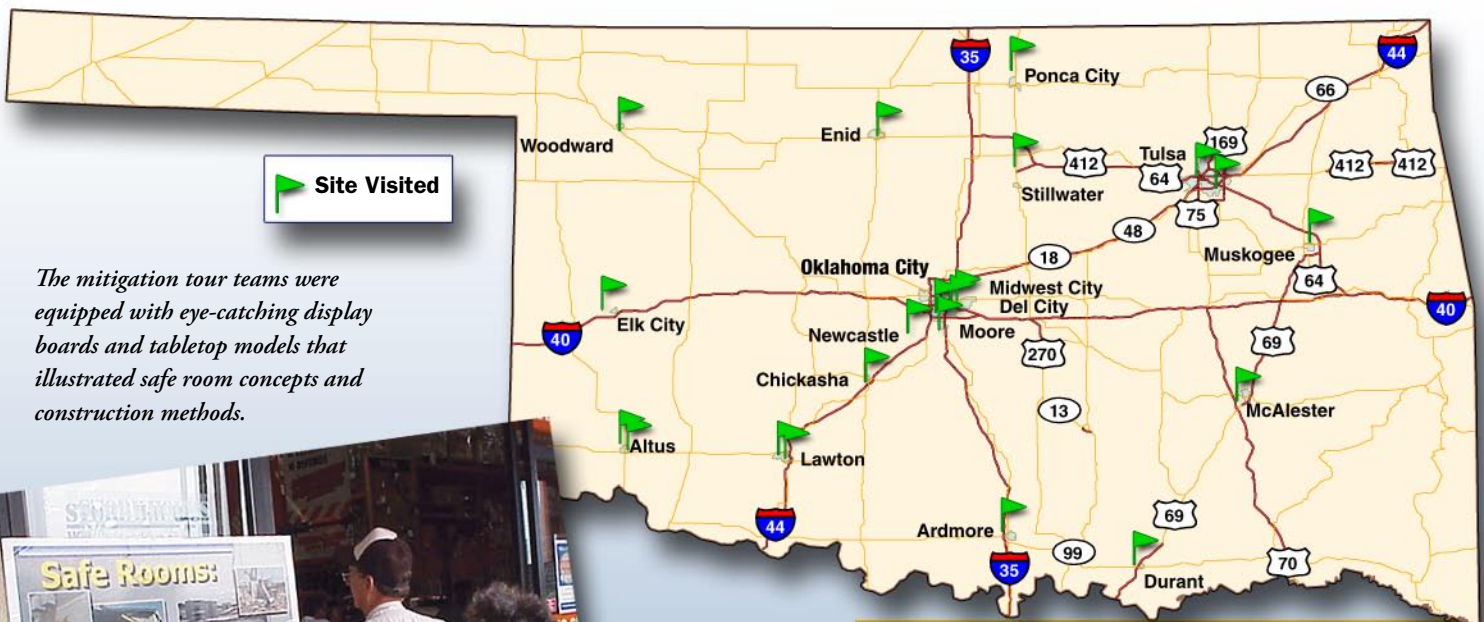 35
44
Ponca City
66
Woodward
Enid
Tulsa
169
412
412
412
64
Stillwater
Site Visited
75
48
Muskogee
Oklahoma City
18
64
The mitigation tour teams were
equipped with eye-catching display
boards and tabletop models that
illustrated safe room concepts and
construction methods.
Midwest City
Del City
40
Elk City
40
Newcastle
Moore
69
270
Chickasha
13
McAlester
Altus
Lawton
69
44
Ardmore
99
35
Durant
70
Safe Rooms: